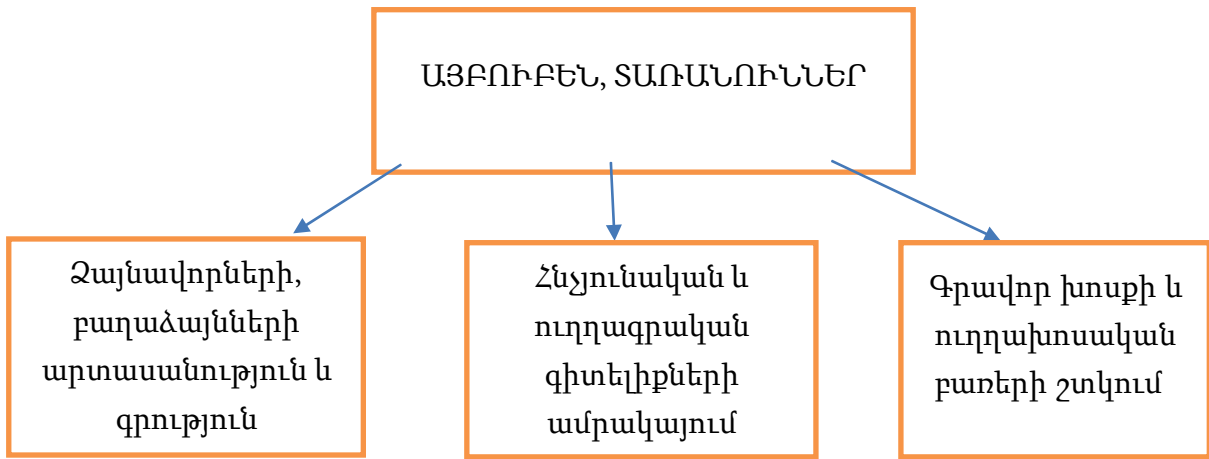 ԱՅԲՈՒԲԵՆ, ՏԱՌԱՆՈՒՆՆԵՐ
Ձայնավորների,
բաղաձայնների
արտասանություն և
գրություն
Հնչյունական և
ուղղագրական
գիտելիքների
ամրակայում
Գրավոր խոսքի և
ուղղախոսական
բառերի շտկում